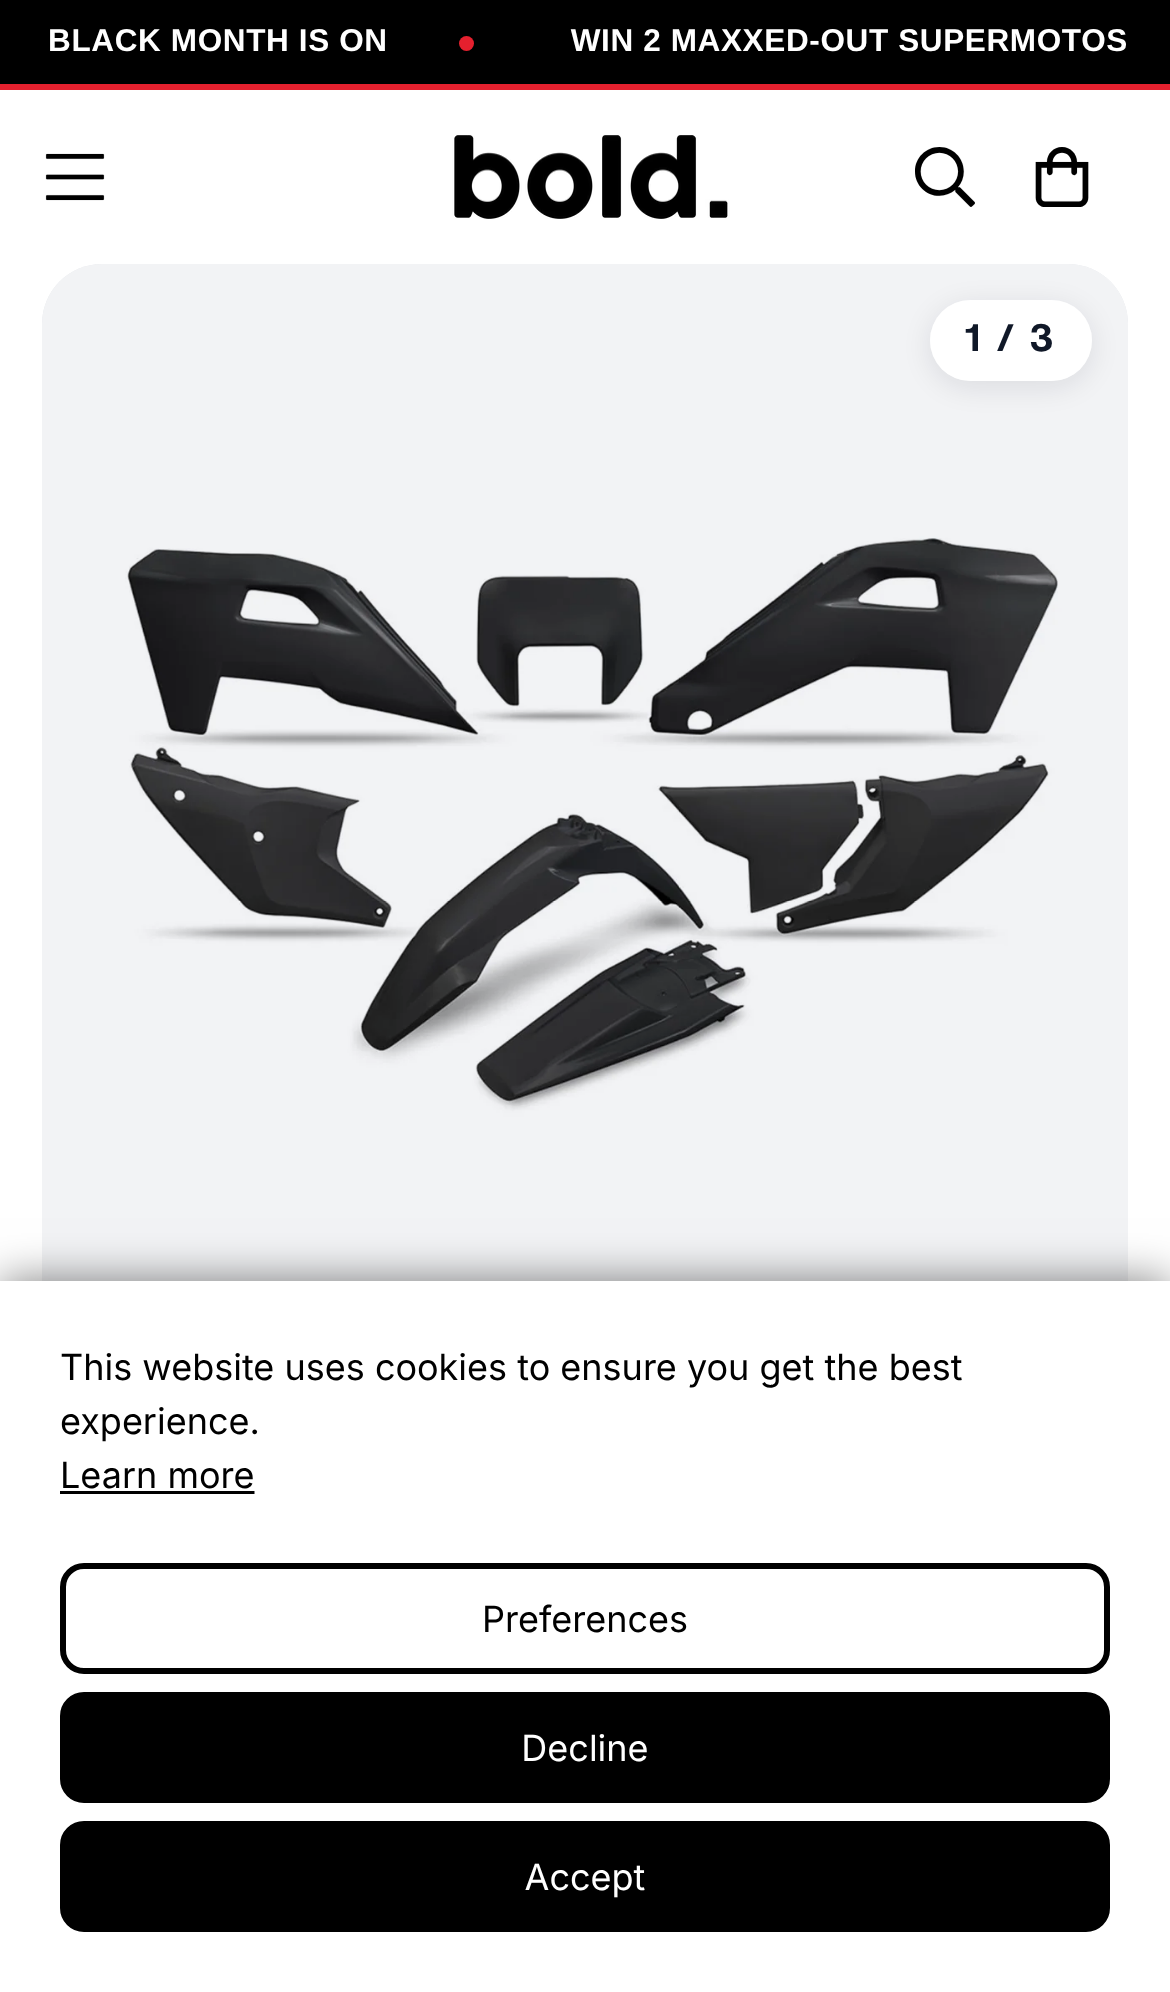 BLACK MONTH IS ON • WIN 2 MAXXED-OUT SUPERMOTOS
bold.
1 / 3
This website uses cookies to ensure you get the best
experience.
Learn more
Preferences
Decline
Accept